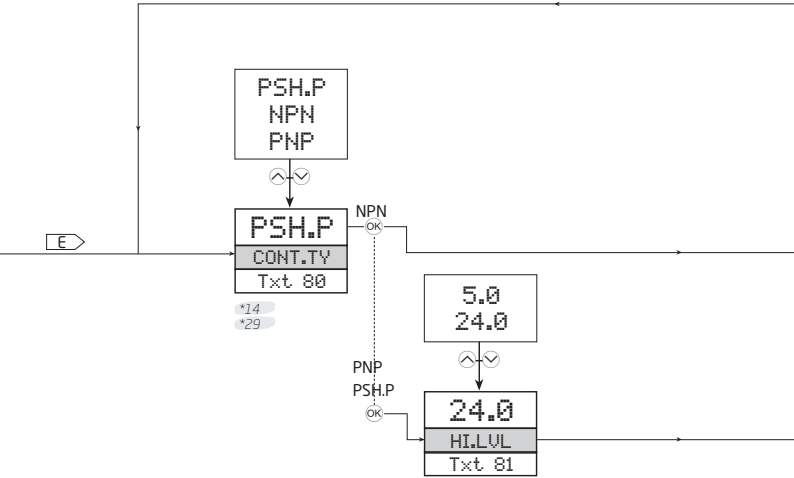 PSH.P
NPN
PNP
PSH.P
CONT.TY
Txt 80
*14
*29
E
NPN
OK
5.0
24.0
PNP
PSH.P
OK
24.0
HI.LVL
Txt 81